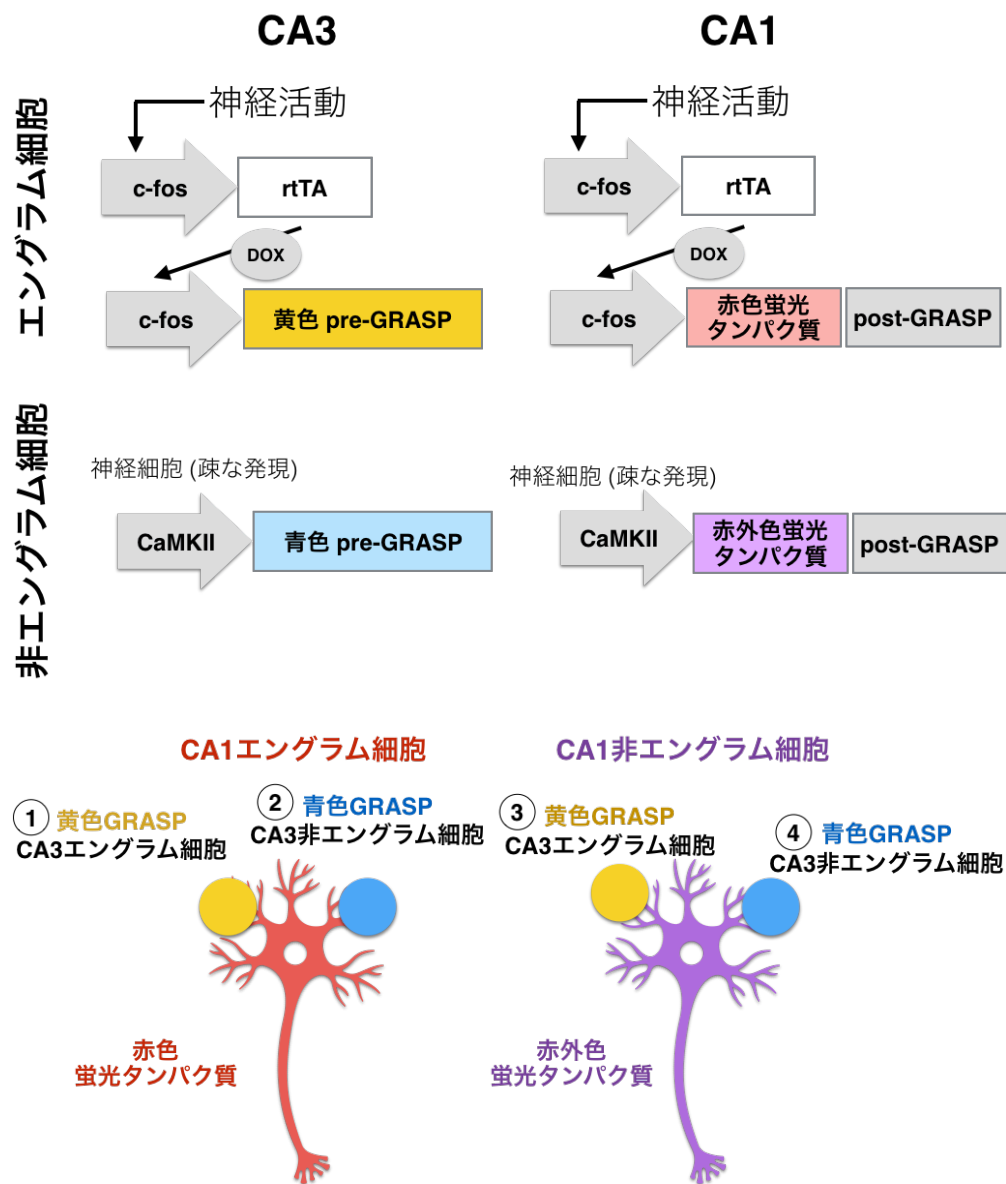 CA3
CA1
エングラム細胞
神経活動
神経活動
c-fos
rtTA
c-fos
rtTA
DOX
DOX
c-fos
黄色 pre-GRASP
c-fos
赤色蛍光
タンパク質
post-GRASP
非エングラム細胞
神経細胞 (疎な発現)
神経細胞 (疎な発現)
CaMKII
青色 pre-GRASP
CaMKII
赤外色蛍光
タンパク質
post-GRASP
CA1エングラム細胞
CA1非エングラム細胞
1 黄色GRASP
CA3エングラム細胞
2 青色GRASP
CA3非エングラム細胞
3 黄色GRASP
CA3エングラム細胞
4 青色GRASP
CA3非エングラム細胞
赤色
蛍光タンパク質
赤外色
蛍光タンパク質